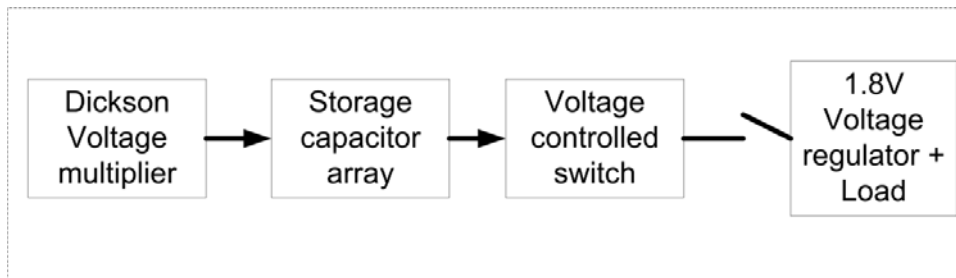 Dickson
Voltage
multiplier
Storage
capacitor
array
Voltage
controlled
switch
1.8V
Voltage
regulator +
Load